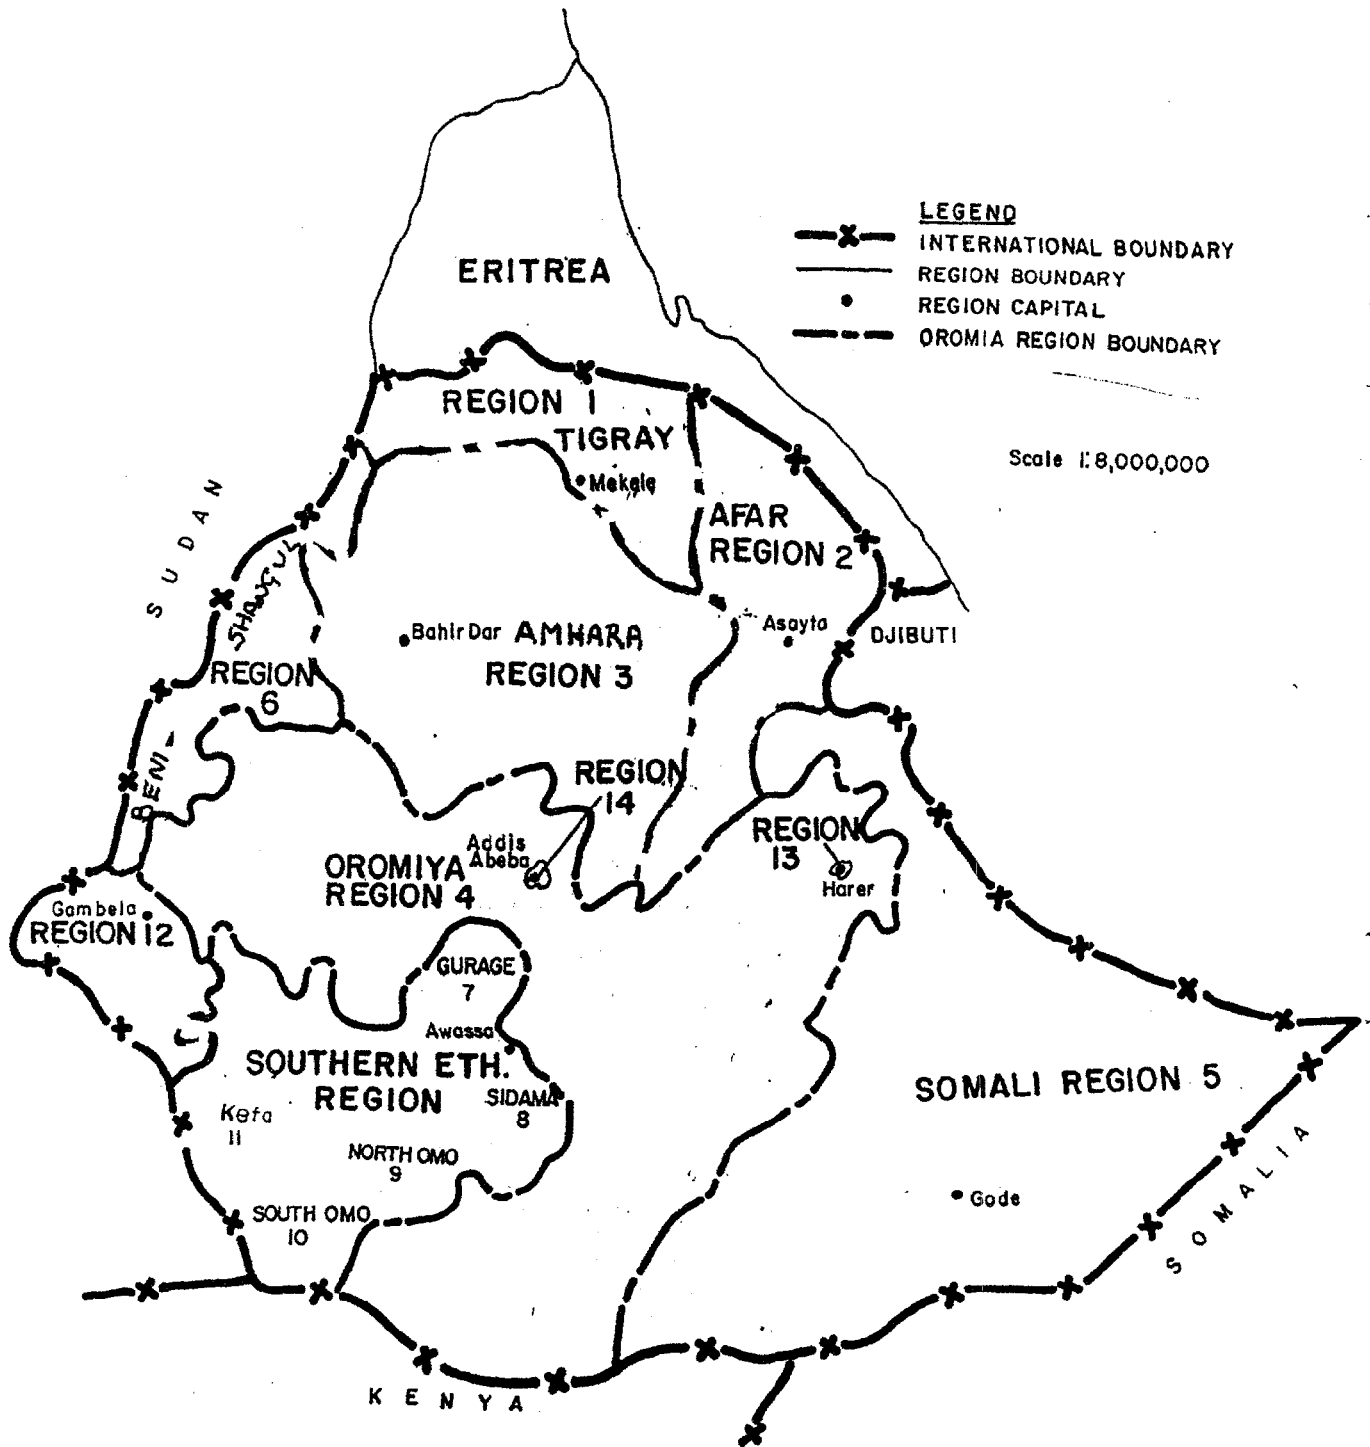 LEGEND
INTERNATIONAL BOUNDARY
REGION BOUNDARY
REGION CAPITAL
OROMIA REGION BOUNDARY
Scale 1:8,000,000
ERITREA
REGION 1
TIGRAY
Mekele
AFAR
REGION 2
SUDAN
SHANGUL
Bahir Dar
AMHARA
REGION 3
Asayta
DJIBUTI
REGION
6
BENI-
REGION
14
REGION
13
Harer
Addis
Abeba
OROMIYA
REGION 4
Gambela
REGION 12
GURAGE
7
Awassa
SOUTHERN ETH.
REGION
SIDAMA
8
Kefa
11
NORTH OMO
9
SOUTH OMO
10
SOMALI REGION 5
Gode
SOMALIA
KENYA